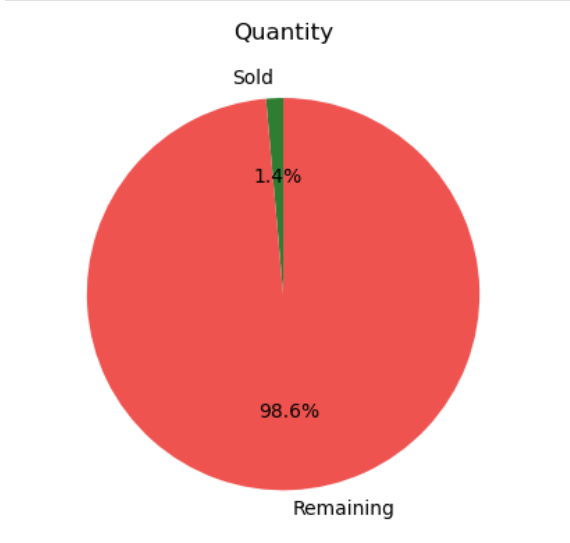 Quantity
Sold
1.4%
98.6%
Remaining